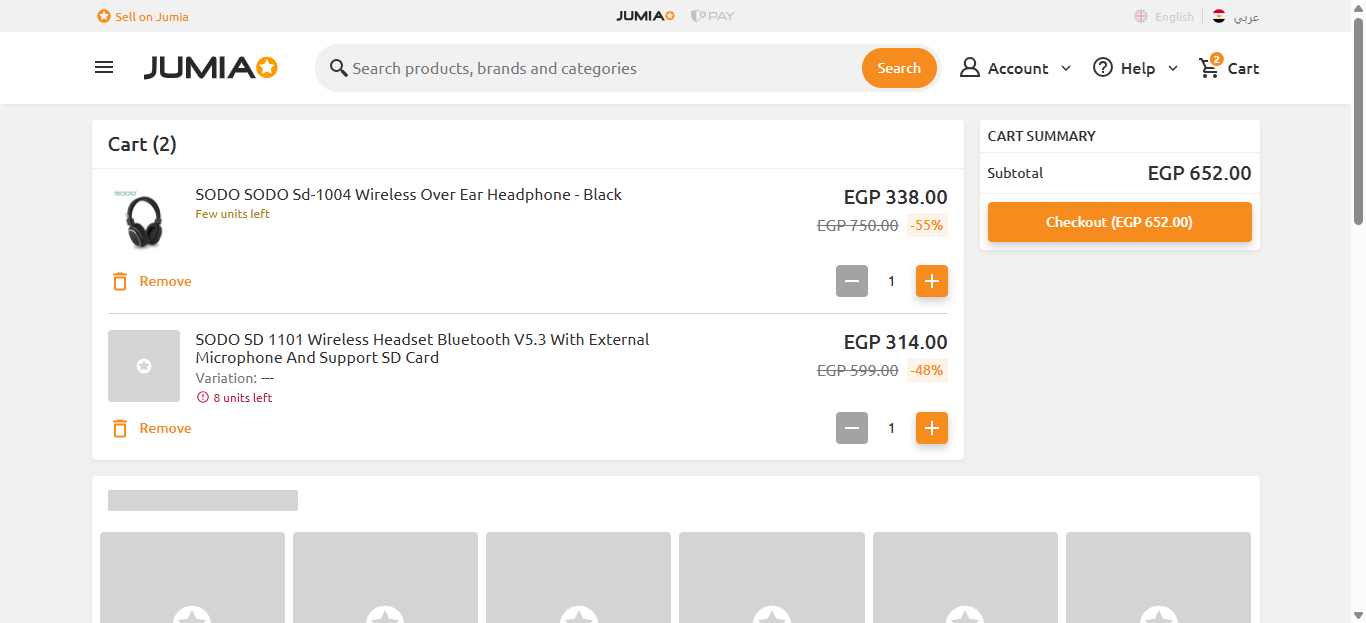 Sell on Jumia
JUMIA
PAY
English
عربي
JUMIA
Search products, brands and categories
Search
Account
Help
2
Cart
Cart (2)
SODO
SODO SODO Sd-1004 Wireless Over Ear Headphone - Black
Few units left
EGP 338.00
EGP 750.00 -55%
Remove
1
SODO SD 1101 Wireless Headset Bluetooth V5.3 With External
Microphone And Support SD Card
Variation: ---
8 units left
EGP 314.00
EGP 599.00 -48%
Remove
1
CART SUMMARY
Subtotal EGP 652.00
Checkout (EGP 652.00)